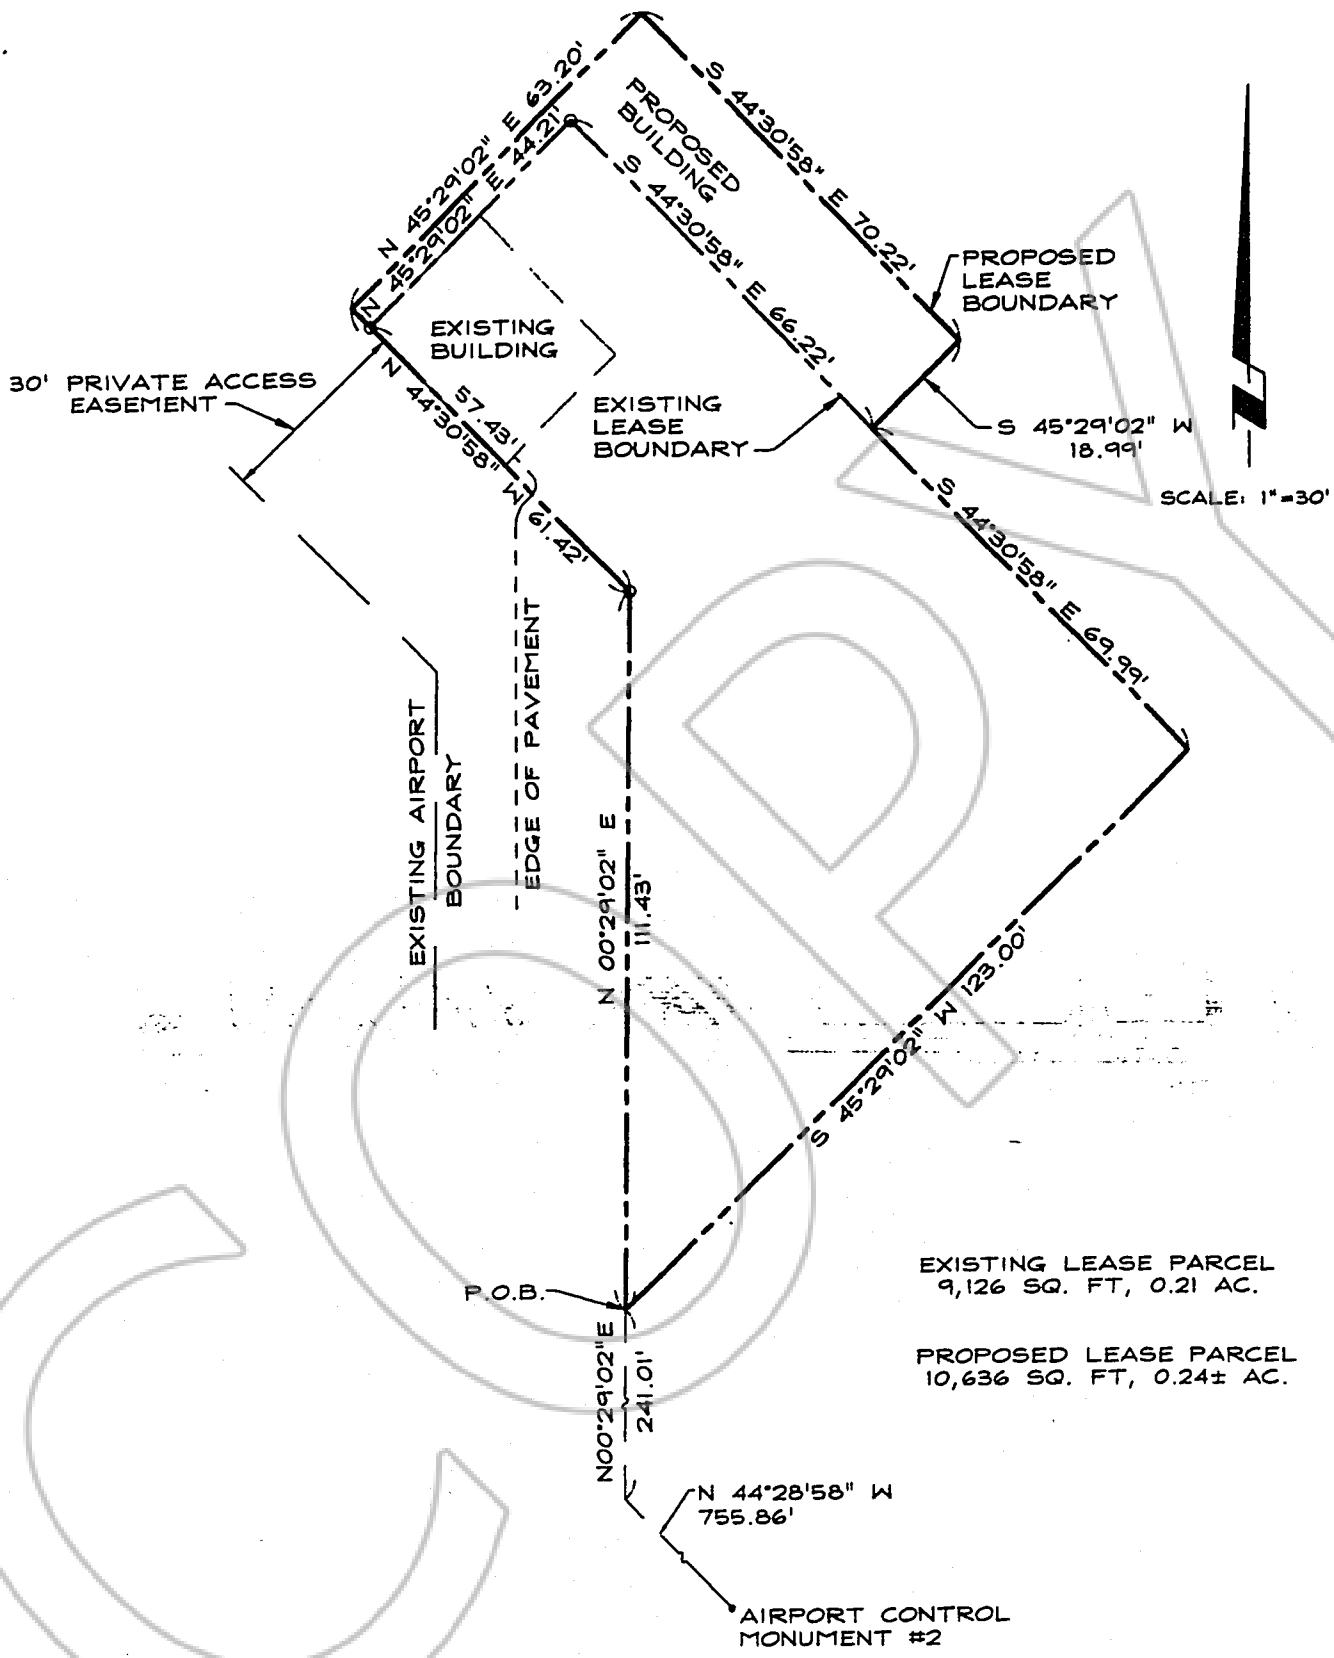 N 45°29'02" E 63.20'
N 45°29'02" E 44.21'
PROPOSED
BUILDING
S 44°30'58" E 70.22'
S 44°30'58" E 66.22'
PROPOSED
LEASE
BOUNDARY
EXISTING
BUILDING
30' PRIVATE ACCESS
EASEMENT
57.43'
N 44°30'58" W 61.42'
EXISTING
LEASE
BOUNDARY
S 45°29'02" W
18.99'
SCALE: 1"=30'
S 44°30'58" E 69.99'
EXISTING AIRPORT
BOUNDARY
EDGE OF PAVEMENT
N 00°29'02" E
111.43'
S 45°29'02" W 123.00'
EXISTING LEASE PARCEL
9,126 SQ. FT, 0.21 AC.
P.O.B.
PROPOSED LEASE PARCEL
10,636 SQ. FT, 0.24± AC.
N00°29'02"E
241.01'
N 44°28'58" W
755.86'
AIRPORT CONTROL
MONUMENT #2
COPY